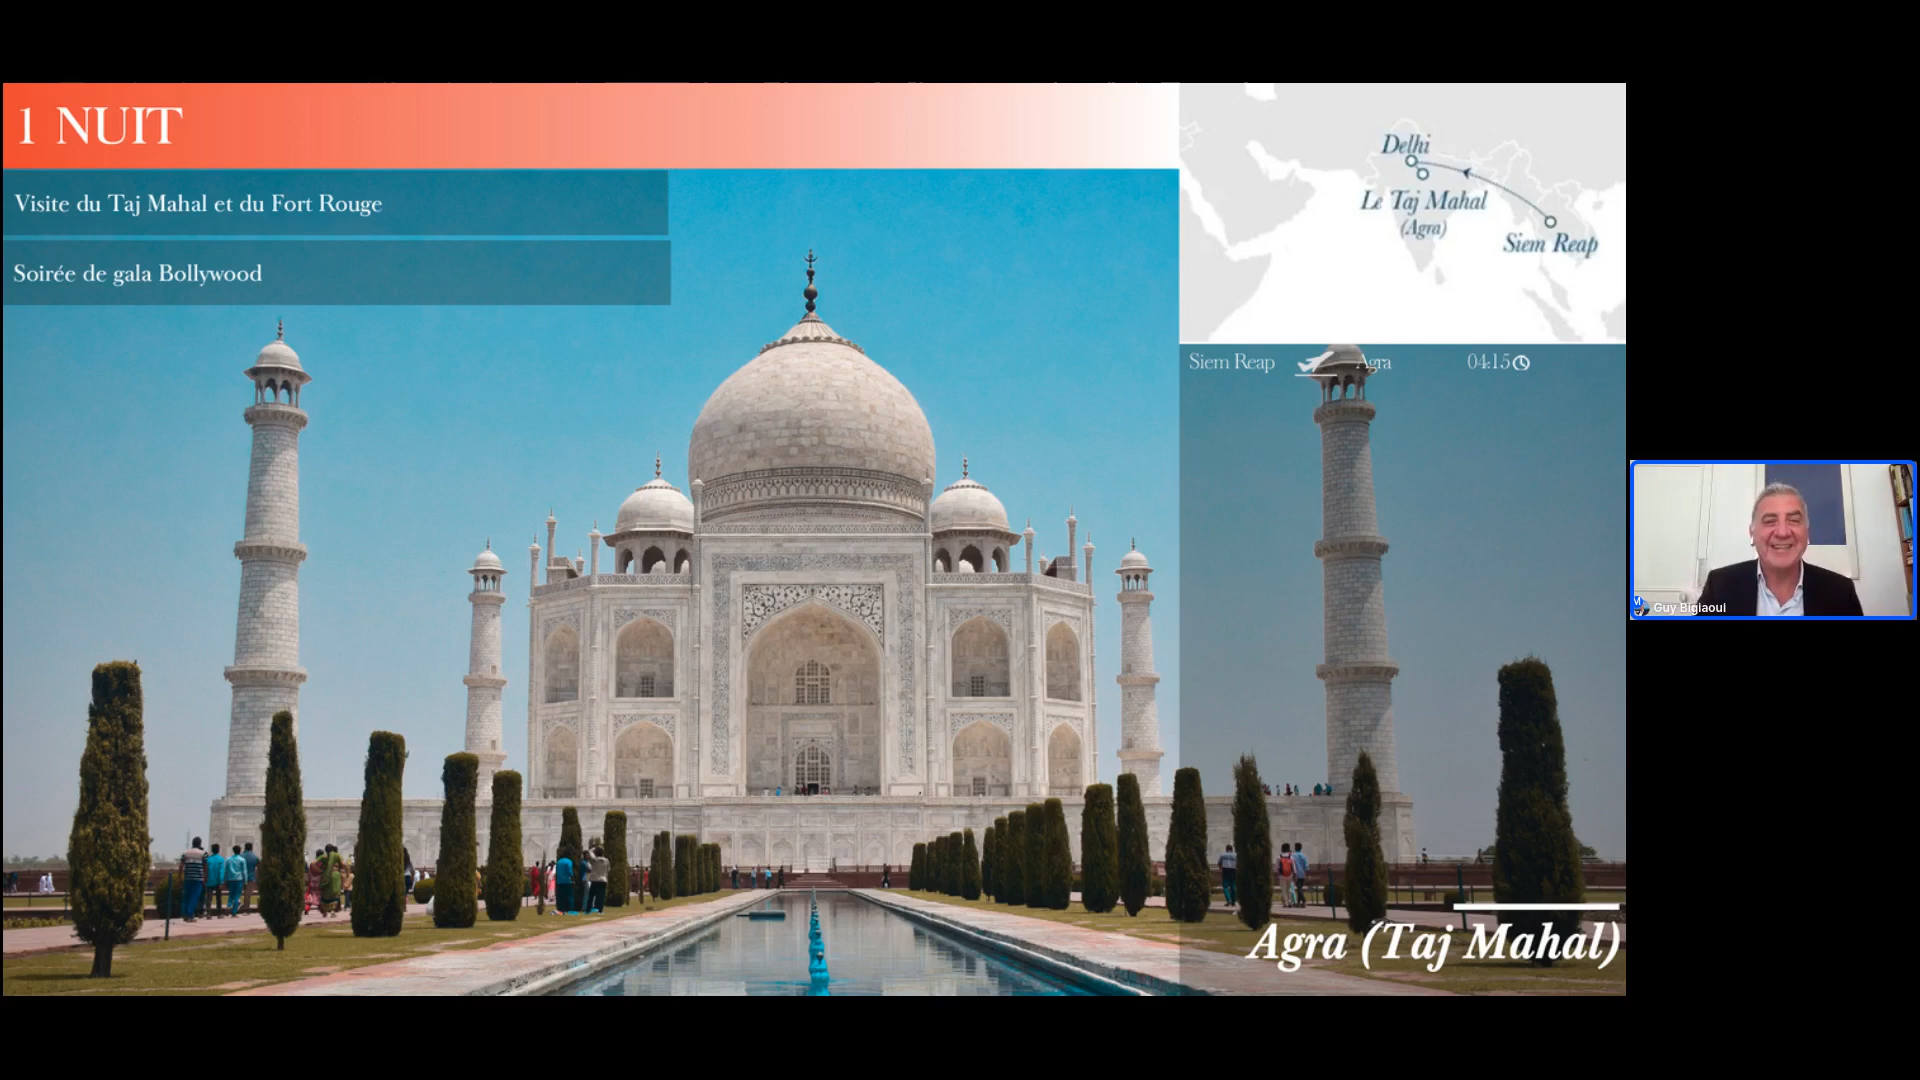 1 NUIT
Visite du Taj Mahal et du Fort Rouge
Soirée de gala Bollywood
Delhi
Le Taj Mahal
(Agra)
Siem Reap
Siem Reap Agra 04:15
Agra (Taj Mahal)
Guy Bigiaoui